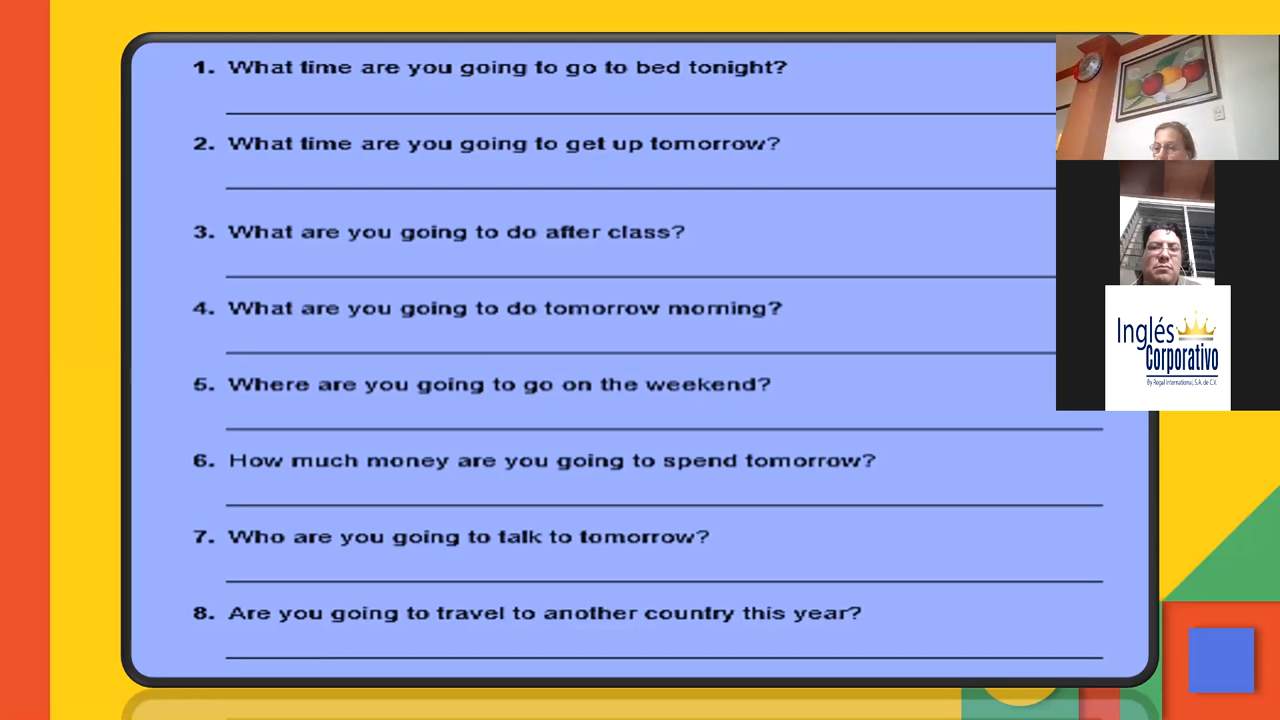 1. What time are you going to go to bed tonight?
2. What time are you going to get up tomorrow?
3. What are you going to do after class?
4. What are you going to do tomorrow morning?
5. Where are you going to go on the weekend?
6. How much money are you going to spend tomorrow?
7. Who are you going to talk to tomorrow?
8. Are you going to travel to another country this year?
Inglés
Corporativo
By Regal International, S.A. de C.V.